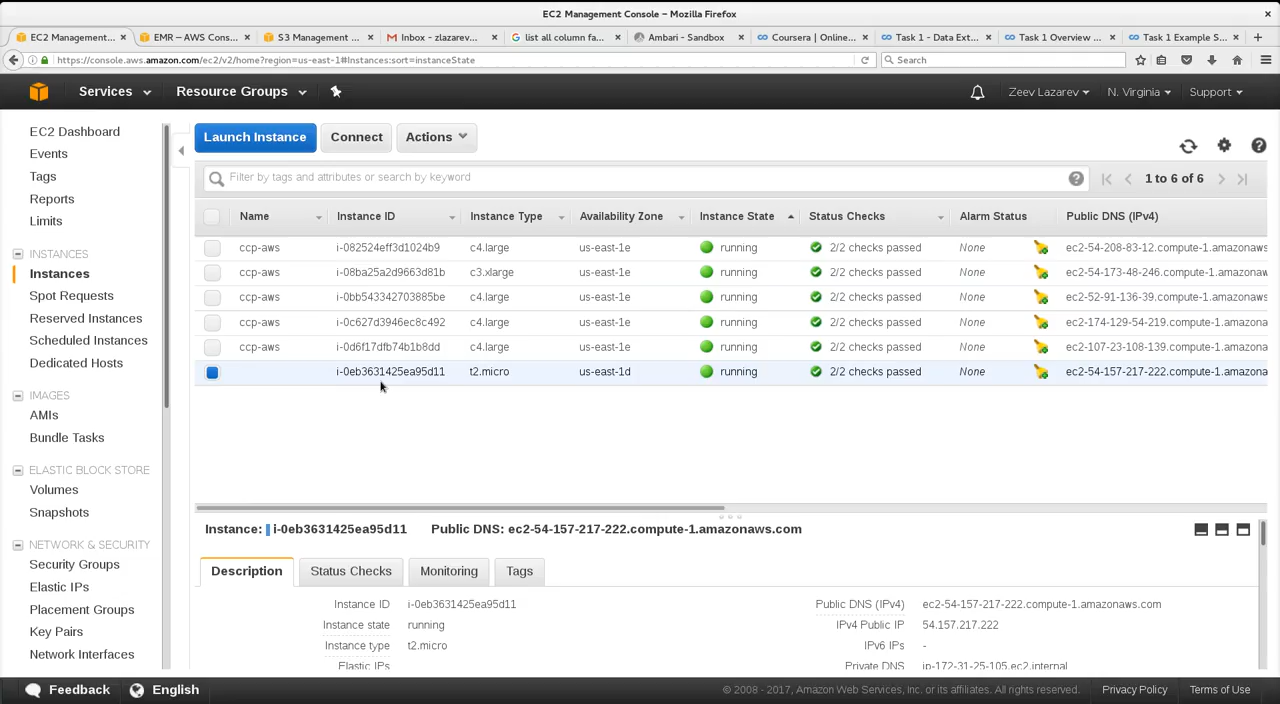 EC2 Management Console – Mozilla Firefox
EC2 Management... EMR – AWS Cons... S3 Management ... Inbox - zlazarev... list all column fa... Ambari - Sandbox Coursera | Online... Task 1 - Data Ext... Task 1 Overview ... Task 1 Example S...
https://console.aws.amazon.com/ec2/v2/home?region=us-east-1#Instances:sort=instanceState Search
Services Resource Groups Zeev Lazarev N. Virginia Support
EC2 Dashboard
Events
Tags
Reports
Limits
INSTANCES
Instances
Spot Requests
Reserved Instances
Scheduled Instances
Dedicated Hosts
IMAGES
AMIs
Bundle Tasks
ELASTIC BLOCK STORE
Volumes
Snapshots
NETWORK & SECURITY
Security Groups
Elastic IPs
Placement Groups
Key Pairs
Network Interfaces
Launch Instance Connect Actions
Filter by tags and attributes or search by keyword 1 to 6 of 6
Name Instance ID Instance Type Availability Zone Instance State Status Checks Alarm Status Public DNS (IPv4)
ccp-aws i-082524eff3d1024b9 c4.large us-east-1e running 2/2 checks passed None ec2-54-208-83-12.compute-1.amazonaws
ccp-aws i-08ba25a2d9663d81b c3.xlarge us-east-1e running 2/2 checks passed None ec2-54-173-48-246.compute-1.amazonaw
ccp-aws i-0bb543342703885be c4.large us-east-1e running 2/2 checks passed None ec2-52-91-136-39.compute-1.amazonaws
ccp-aws i-0c627d3946ec8c492 c4.large us-east-1e running 2/2 checks passed None ec2-174-129-54-219.compute-1.amazona
ccp-aws i-0d6f17dfb74b1b8dd c4.large us-east-1e running 2/2 checks passed None ec2-107-23-108-139.compute-1.amazona
i-0eb3631425ea95d11 t2.micro us-east-1d running 2/2 checks passed None ec2-54-157-217-222.compute-1.amazona
Instance: i-0eb3631425ea95d11 Public DNS: ec2-54-157-217-222.compute-1.amazonaws.com
Description Status Checks Monitoring Tags
Instance ID i-0eb3631425ea95d11 Public DNS (IPv4) ec2-54-157-217-222.compute-1.amazonaws.com
Instance state running IPv4 Public IP 54.157.217.222
Instance type t2.micro IPv6 IPs -
Elastic IPs Private DNS ip-172-31-25-105.ec2.internal
Feedback English © 2008 - 2017, Amazon Web Services, Inc. or its affiliates. All rights reserved. Privacy Policy Terms of Use